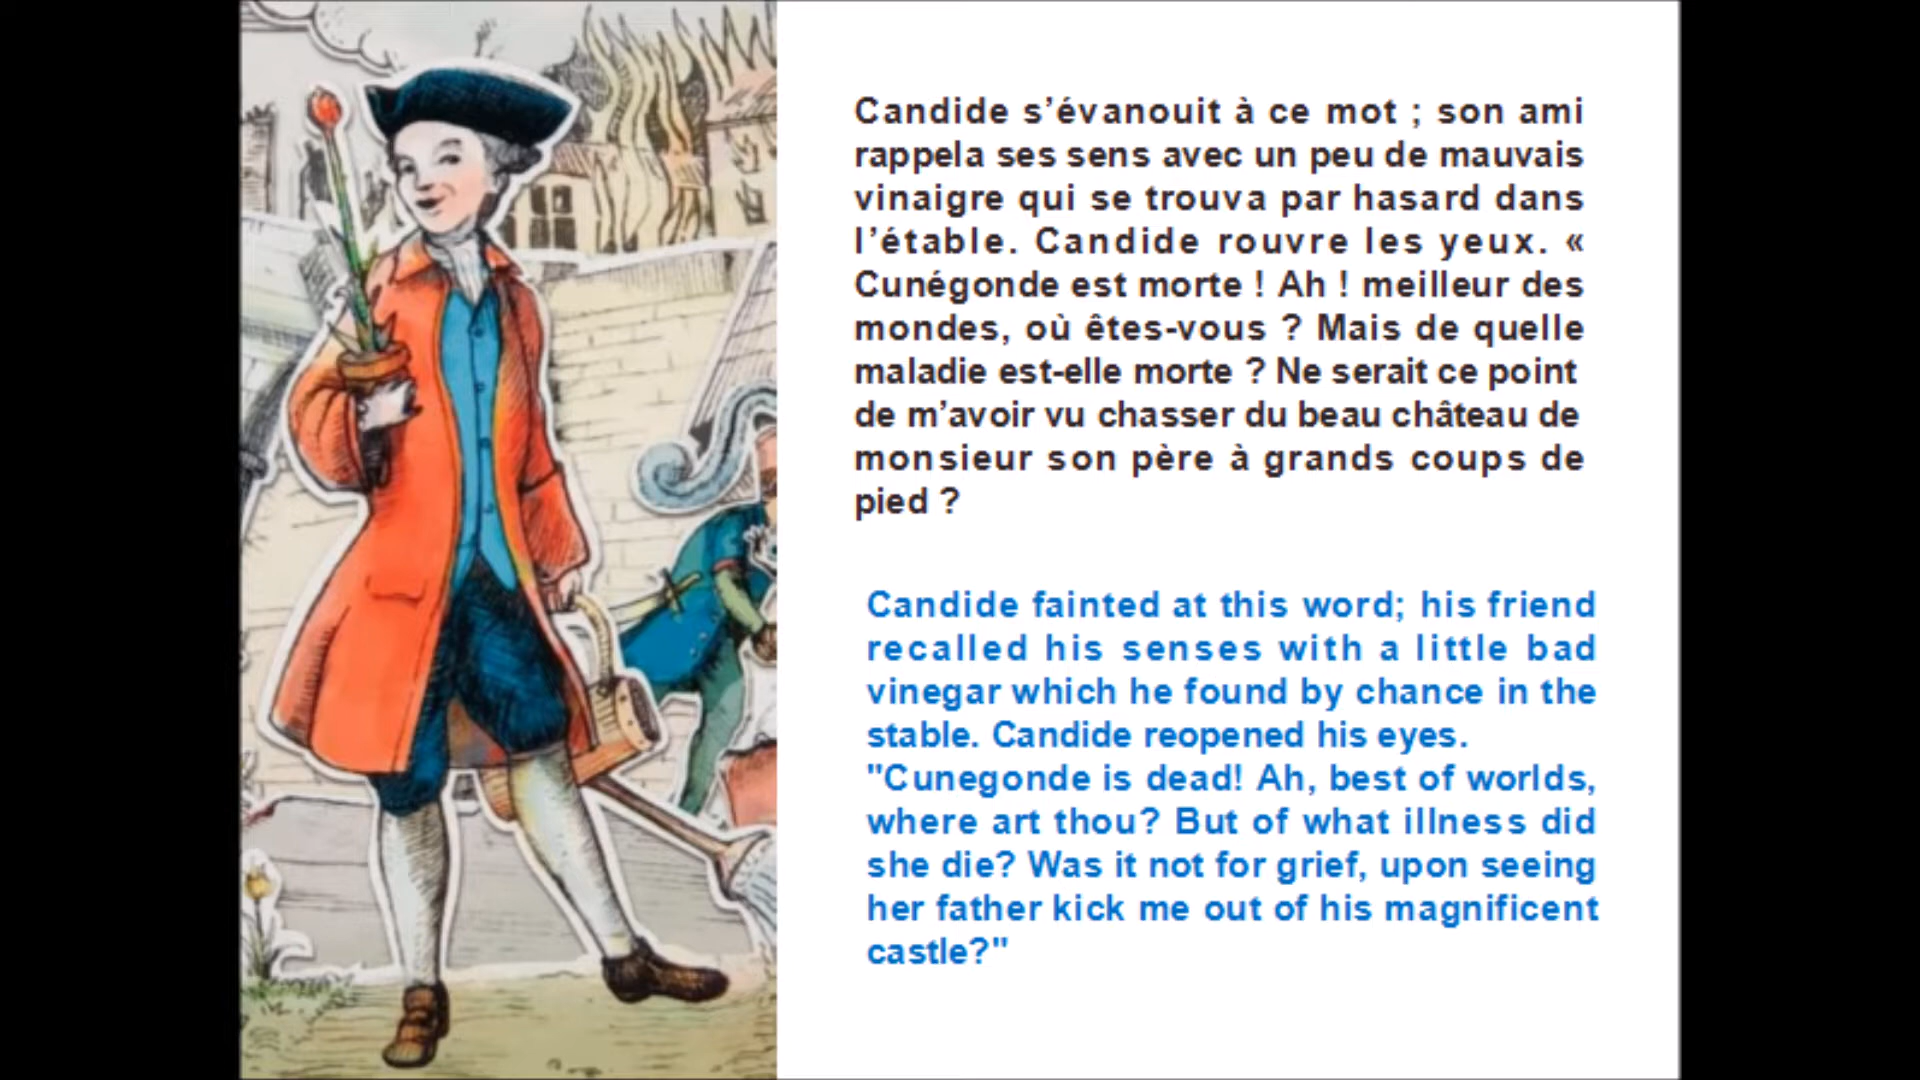 Candide s’évanouit à ce mot ; son ami
rappela ses sens avec un peu de mauvais
vinaigre qui se trouva par hasard dans
l’étable. Candide rouvre les yeux. «
Cunégonde est morte ! Ah ! meilleur des
mondes, où êtes-vous ? Mais de quelle
maladie est-elle morte ? Ne serait ce point
de m’avoir vu chasser du beau château de
monsieur son père à grands coups de
pied ?
Candide fainted at this word; his friend
recalled his senses with a little bad
vinegar which he found by chance in the
stable. Candide reopened his eyes.
"Cunegonde is dead! Ah, best of worlds,
where art thou? But of what illness did
she die? Was it not for grief, upon seeing
her father kick me out of his magnificent
castle?"